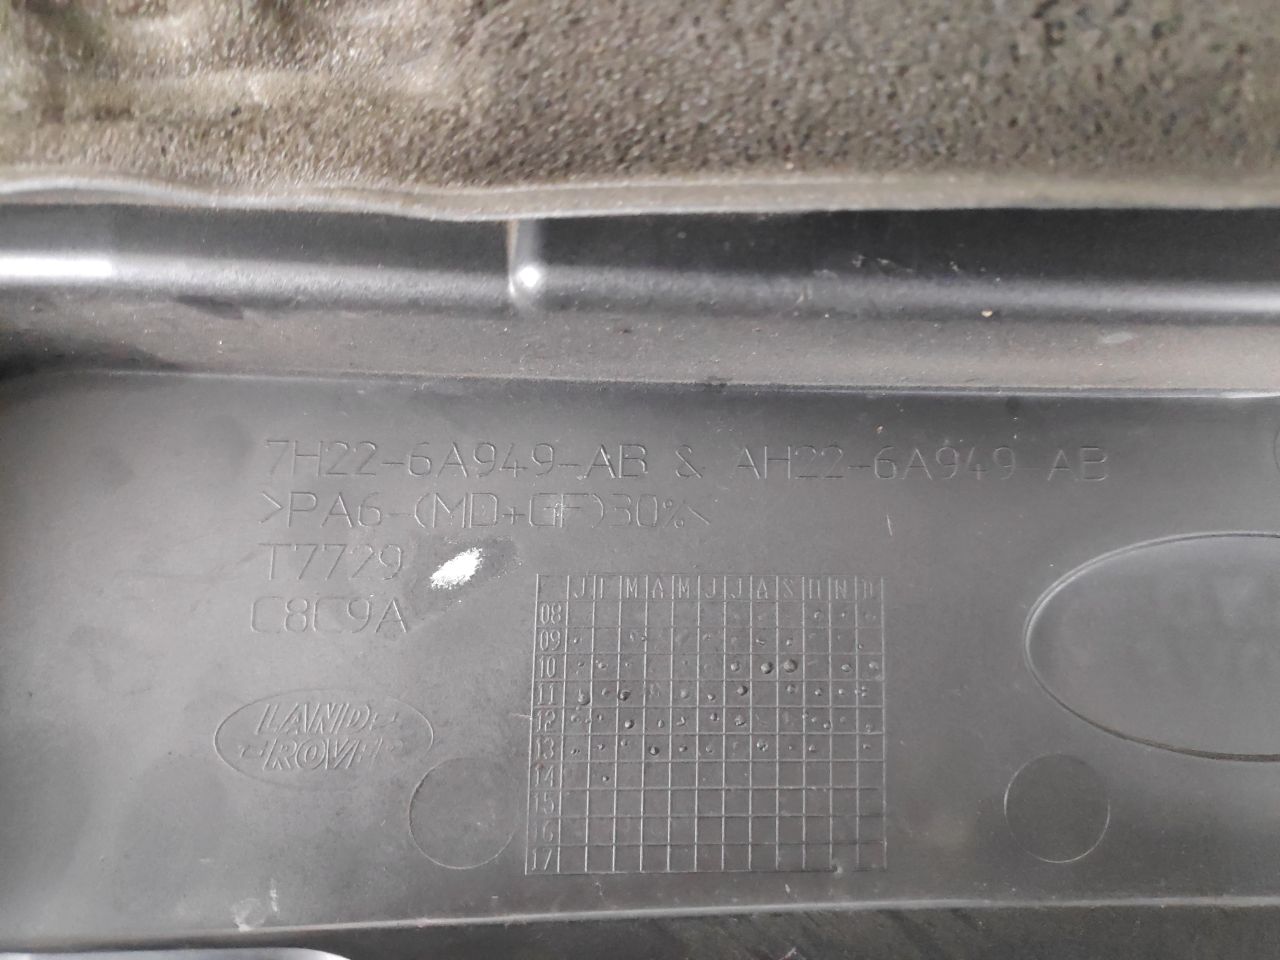 7H22-6A949-AB & AH22-6A949-AB
>PA6-(MD+GF)30%<
T7729
C8C9A
J F M A M J J A S O N D
08
09
10
11
12
13
14
15
16
17
LAND-
-ROVER